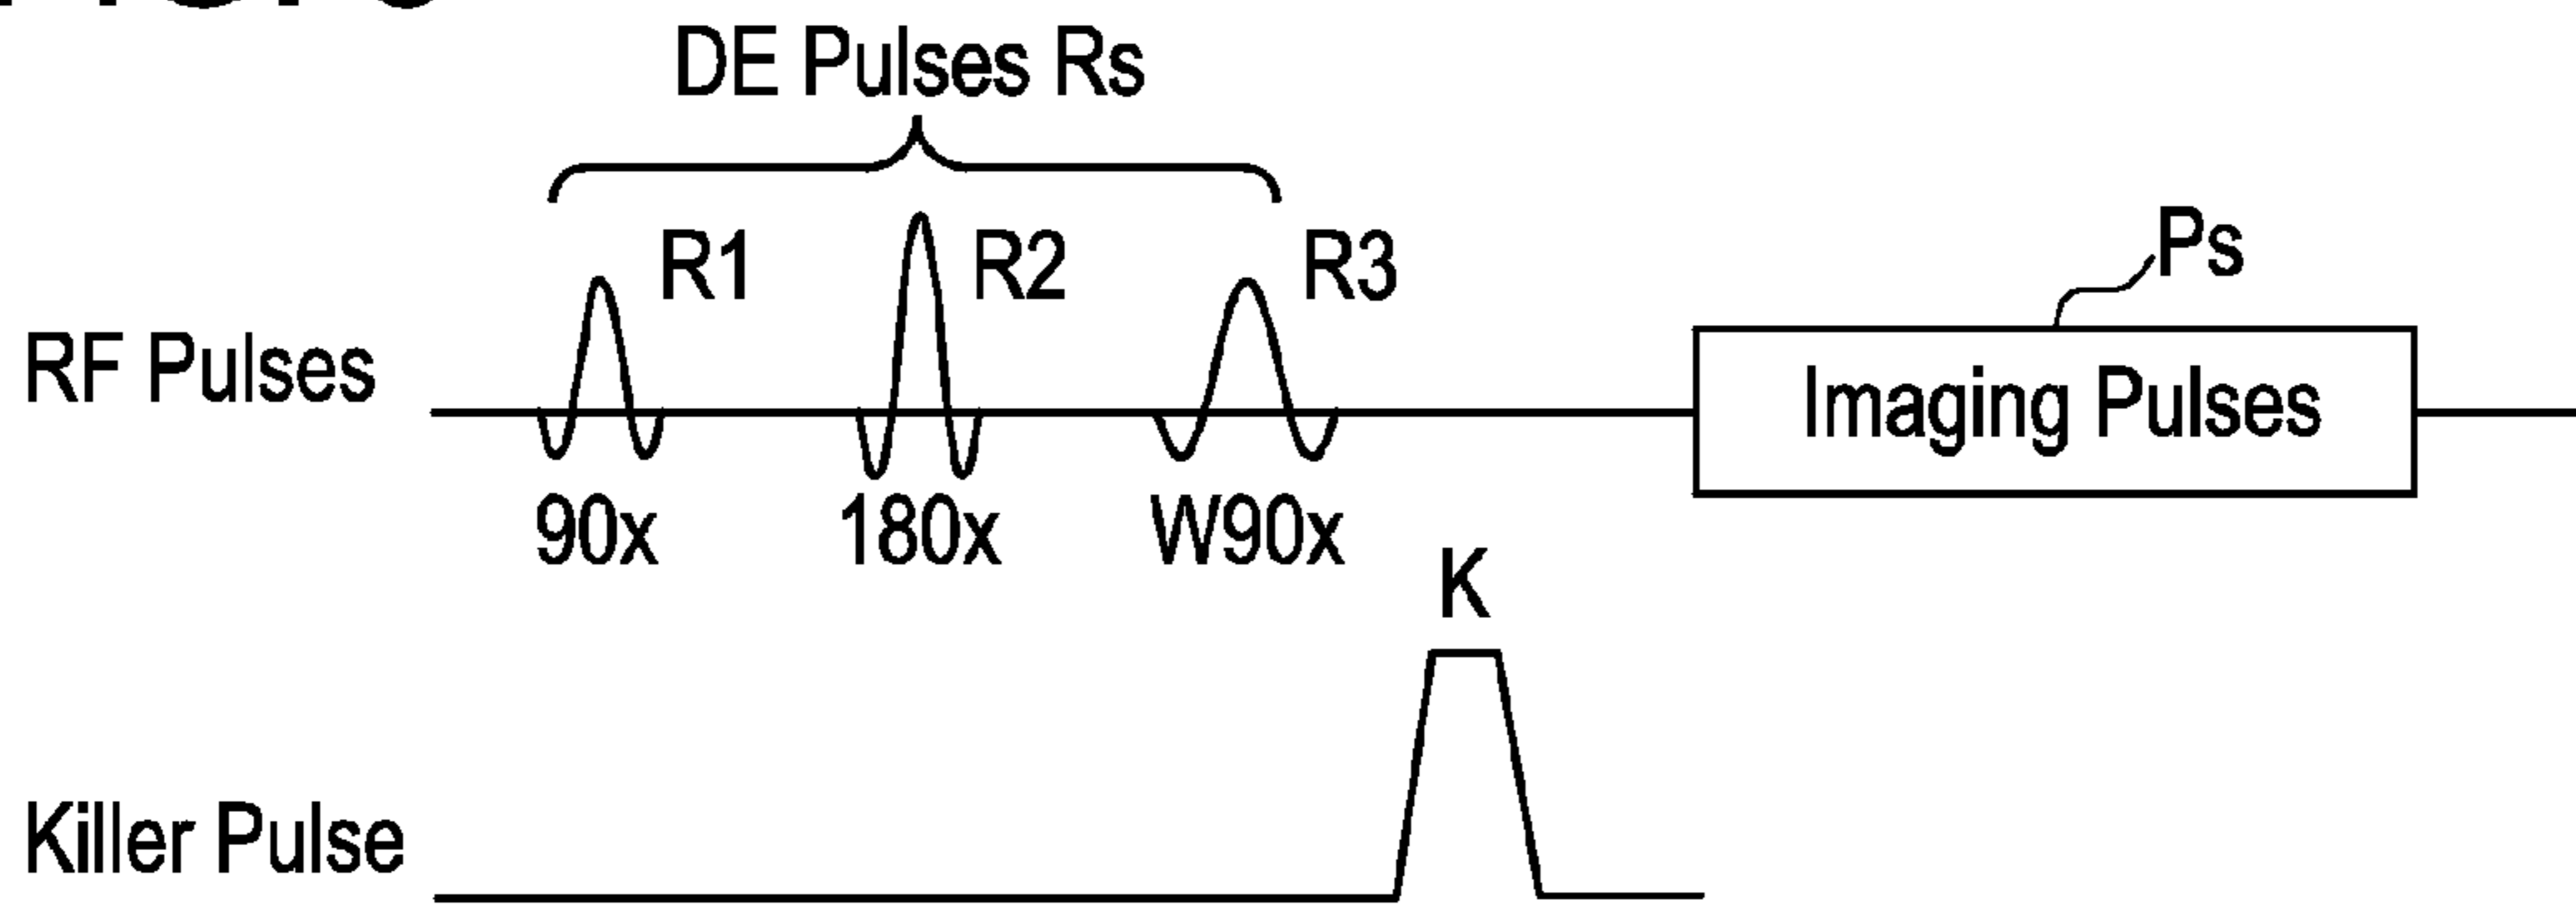 DE Pulses Rs
R1 R2 R3
Ps
RF Pulses
Imaging Pulses
90x 180x W90x
K
Killer Pulse